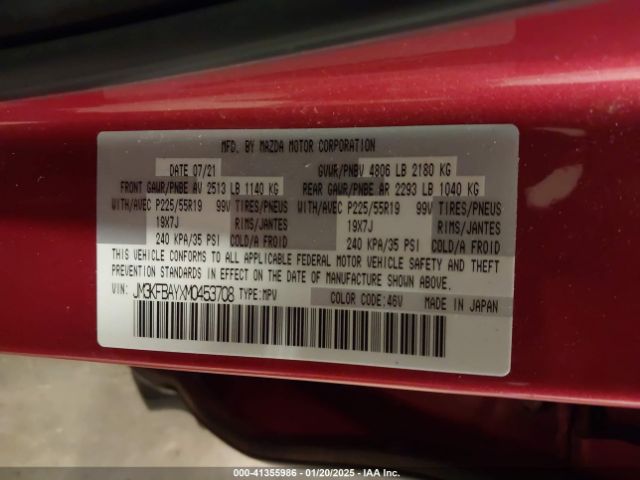 MFD. BY MAZDA MOTOR CORPORATION
DATE 07/21 GVWR/PNBV 4806 LB 2180 KG
FRONT GAWR/PNBE AV 2513 LB 1140 KG REAR GAWR/PNBE AR 2293 LB 1040 KG
WITH/AVEC P225/55R19 99V TIRES/PNEUS WITH/AVEC P225/55R19 99V TIRES/PNEUS
19X7J RIMS/JANTES 19X7J RIMS/JANTES
240 KPA/35 PSI COLD/A FROID 240 KPA/35 PSI COLD/A FROID
THIS VEHICLE CONFORMS TO ALL APPLICABLE FEDERAL MOTOR VEHICLE SAFETY AND THEFT
PREVENTION STANDARDS IN EFFECT ON THE DATE OF MANUFACTURE SHOWN ABOVE.
VIN: JM3KFBAYXM0453708 TYPE:MPV COLOR CODE:46V MADE IN JAPAN
000-41355986 - 01/20/2025 - IAA Inc.